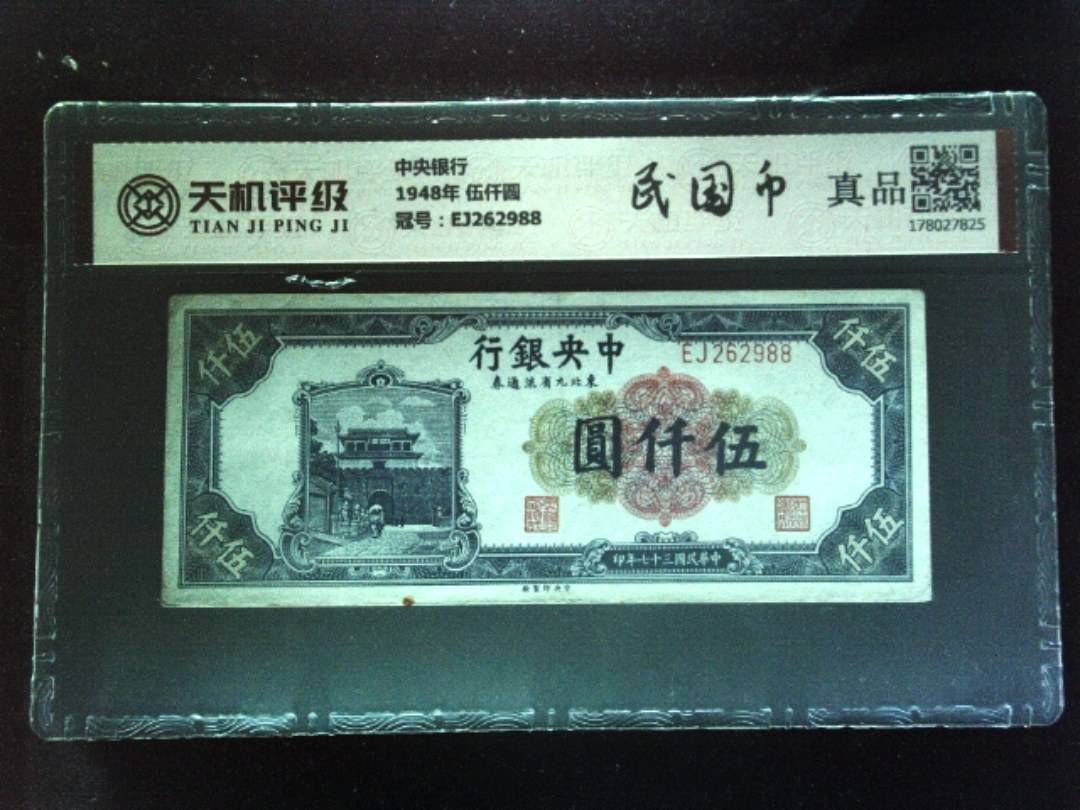 天机评级
TIAN JI PING JI
中央银行
1948年 伍仟圆
冠号：EJ262988
民国币
真品
178027825
仟伍
仟伍
行銀央中
EJ262988
券通流省九北東
圓仟伍
仟伍
仟伍
印年七十三國民華中